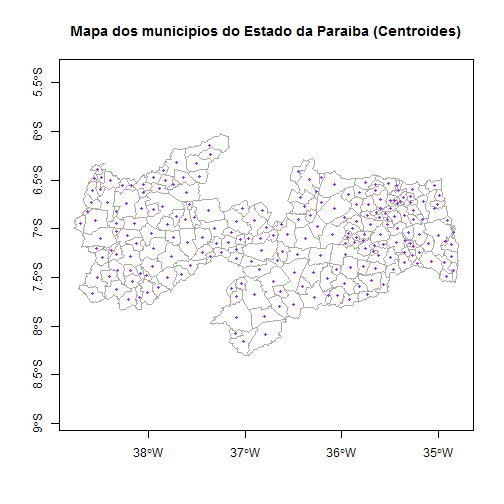 Mapa dos municipios do Estado da Paraiba (Centroides)
5.5°S
6°S
6.5°S
7°S
7.5°S
8°S
8.5°S
9°S
38°W
37°W
36°W
35°W